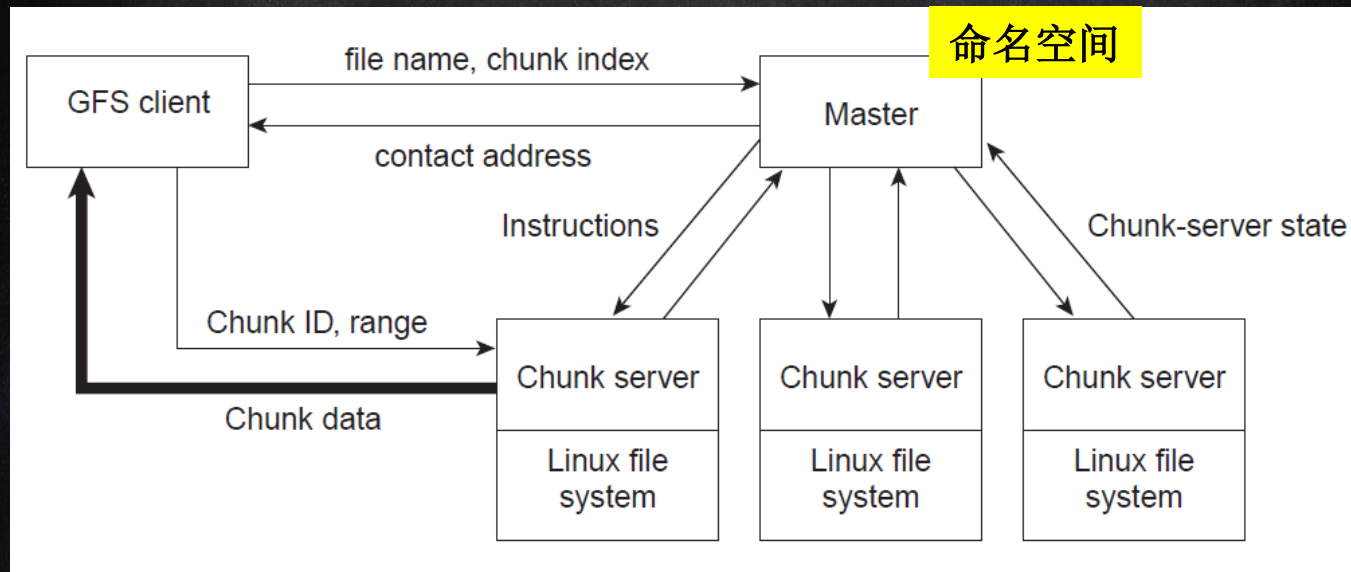 命名空间
file name, chunk index
GFS client
Master
contact address
Instructions
Chunk-server state
Chunk ID, range
Chunk server
Chunk server
Chunk server
Chunk data
Linux file
system
Linux file
system
Linux file
system